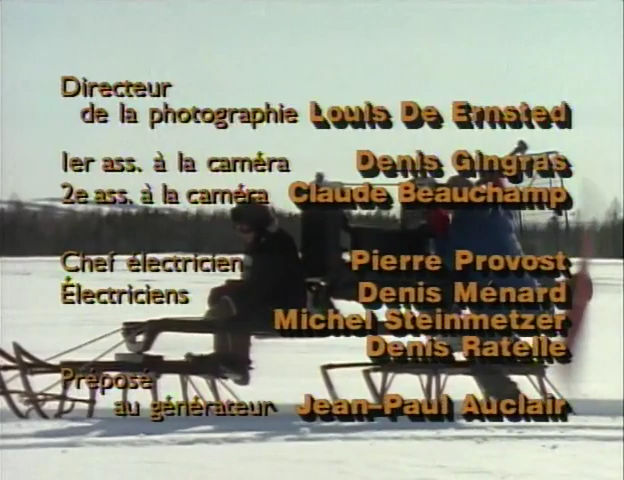 Directeur
de la photographie Louis De Ernsted
1er ass. à la caméra Denis Gingras
2e ass. à la caméra Claude Beauchamp
Chef électricien Pierre Provost
Électriciens Denis Menard
Michel Steinmetzer
Denis Ratelle
Préposé
au générateur Jean-Paul Auclair